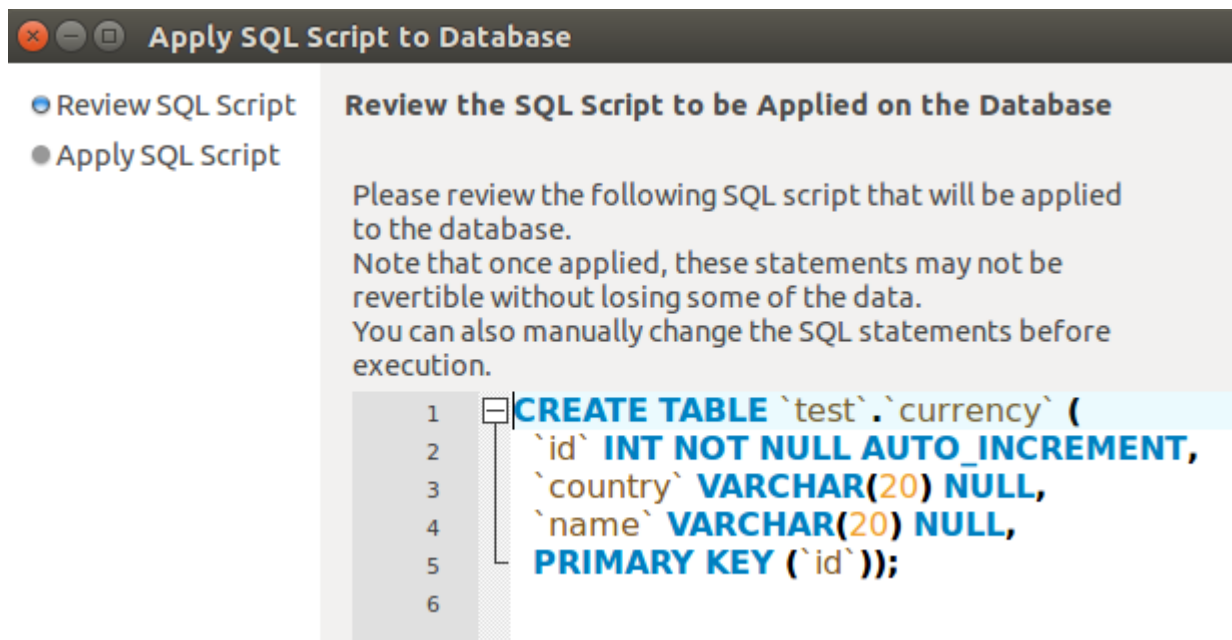 Apply SQL Script to Database
Review SQL Script
Apply SQL Script
Review the SQL Script to be Applied on the Database
Please review the following SQL script that will be applied
to the database.
Note that once applied, these statements may not be
revertible without losing some of the data.
You can also manually change the SQL statements before
execution.
1 CREATE TABLE `test`.`currency` (
2 `id` INT NOT NULL AUTO_INCREMENT,
3 `country` VARCHAR(20) NULL,
4 `name` VARCHAR(20) NULL,
5 PRIMARY KEY (`id`));
6